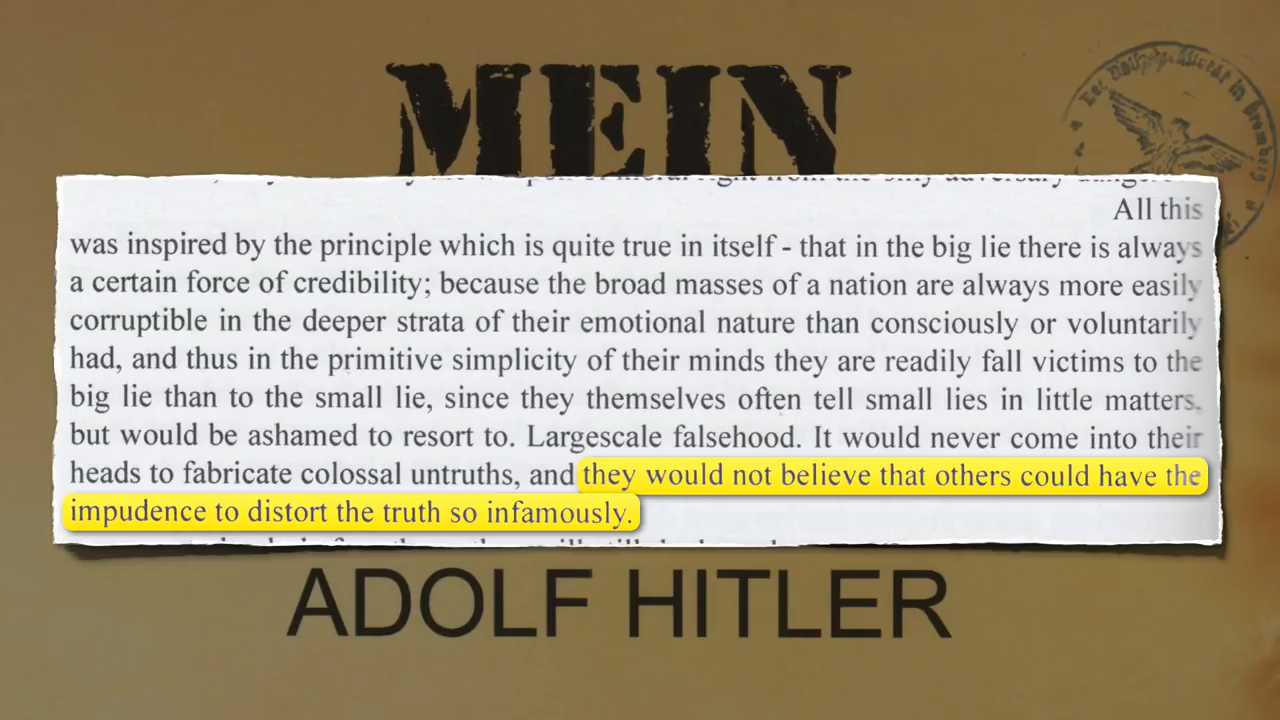 MEIN
All this
was inspired by the principle which is quite true in itself - that in the big lie there is always
a certain force of credibility; because the broad masses of a nation are always more easily
corruptible in the deeper strata of their emotional nature than consciously or voluntarily
had, and thus in the primitive simplicity of their minds they are readily fall victims to the
big lie than to the small lie, since they themselves often tell small lies in little matters,
but would be ashamed to resort to. Largescale falsehood. It would never come into their
heads to fabricate colossal untruths, and they would not believe that others could have the
impudence to distort the truth so infamously.
ADOLF HITLER